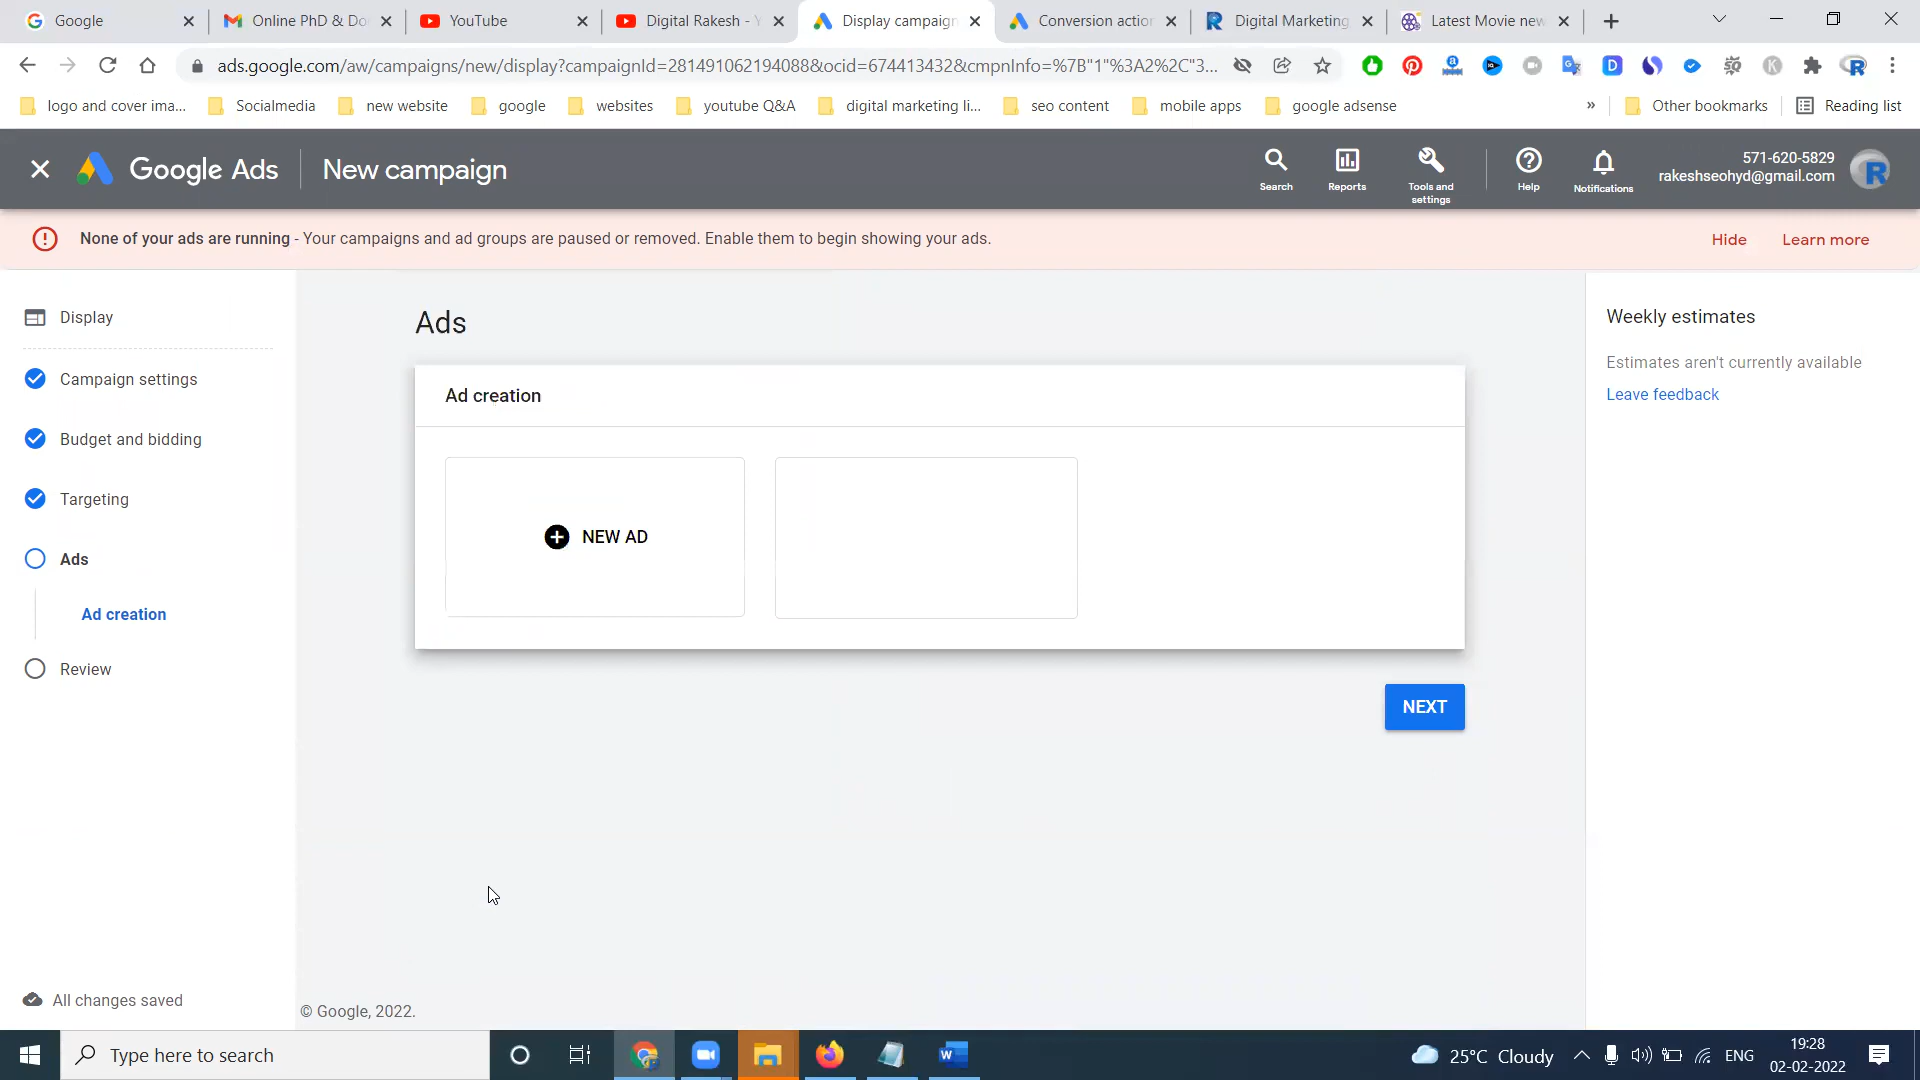 Google
Online PhD & Do
YouTube
Digital Rakesh - Y
Display campaign
Conversion action
Digital Marketing
Latest Movie new
ads.google.com/aw/campaigns/new/display?campaignId=281491062194088&ocid=674413432&cmpnInfo=%7B"1"%3A2%2C"3...
logo and cover ima...
Socialmedia
new website
google
websites
youtube Q&A
digital marketing li...
seo content
mobile apps
google adsense
»
Other bookmarks
Reading list
Google Ads
New campaign
Search
Reports
Tools and
settings
Help
Notifications
571-620-5829
rakeshseohyd@gmail.com
None of your ads are running - Your campaigns and ad groups are paused or removed. Enable them to begin showing your ads.
Hide
Learn more
Display
Campaign settings
Budget and bidding
Targeting
Ads
Ad creation
Review
All changes saved
Ads
Ad creation
NEW AD
NEXT
Weekly estimates
Estimates aren't currently available
Leave feedback
© Google, 2022.
Type here to search
25°C Cloudy
ENG
19:28
02-02-2022